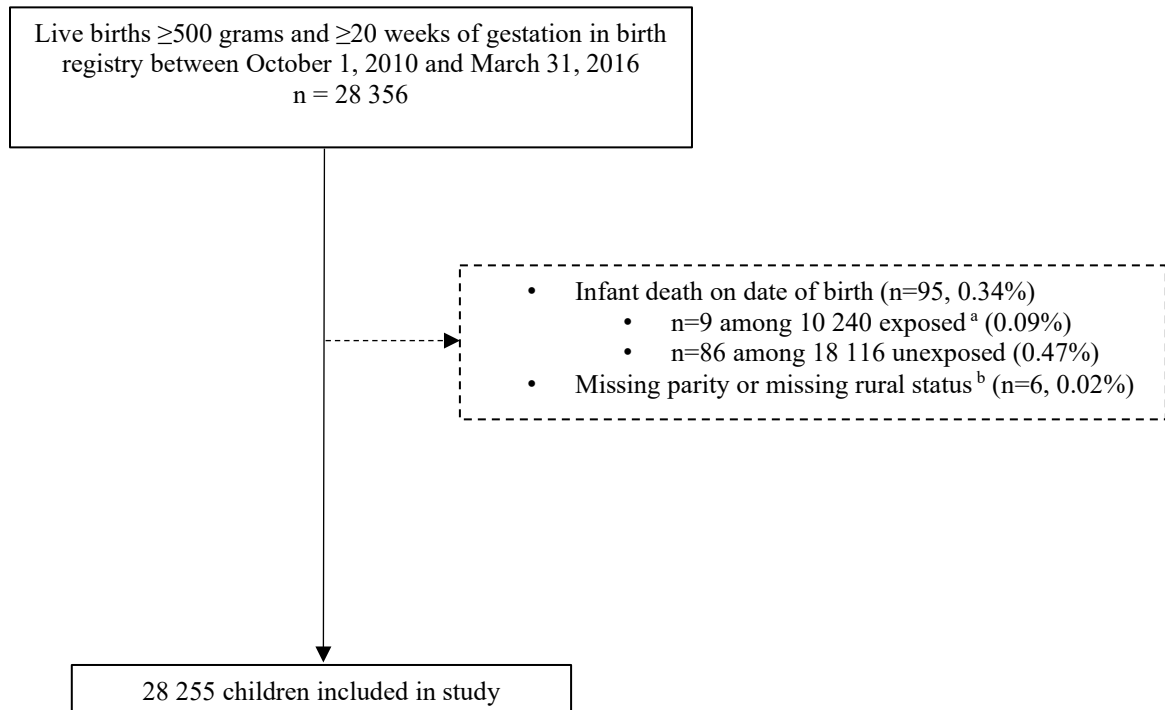 Live births ≥500 grams and ≥20 weeks of gestation in birth
registry between October 1, 2010 and March 31, 2016
n = 28 356
• Infant death on date of birth (n=95, 0.34%)
• n=9 among 10 240 exposed a (0.09%)
• n=86 among 18 116 unexposed (0.47%)
• Missing parity or missing rural status b (n=6, 0.02%)
28 255 children included in study